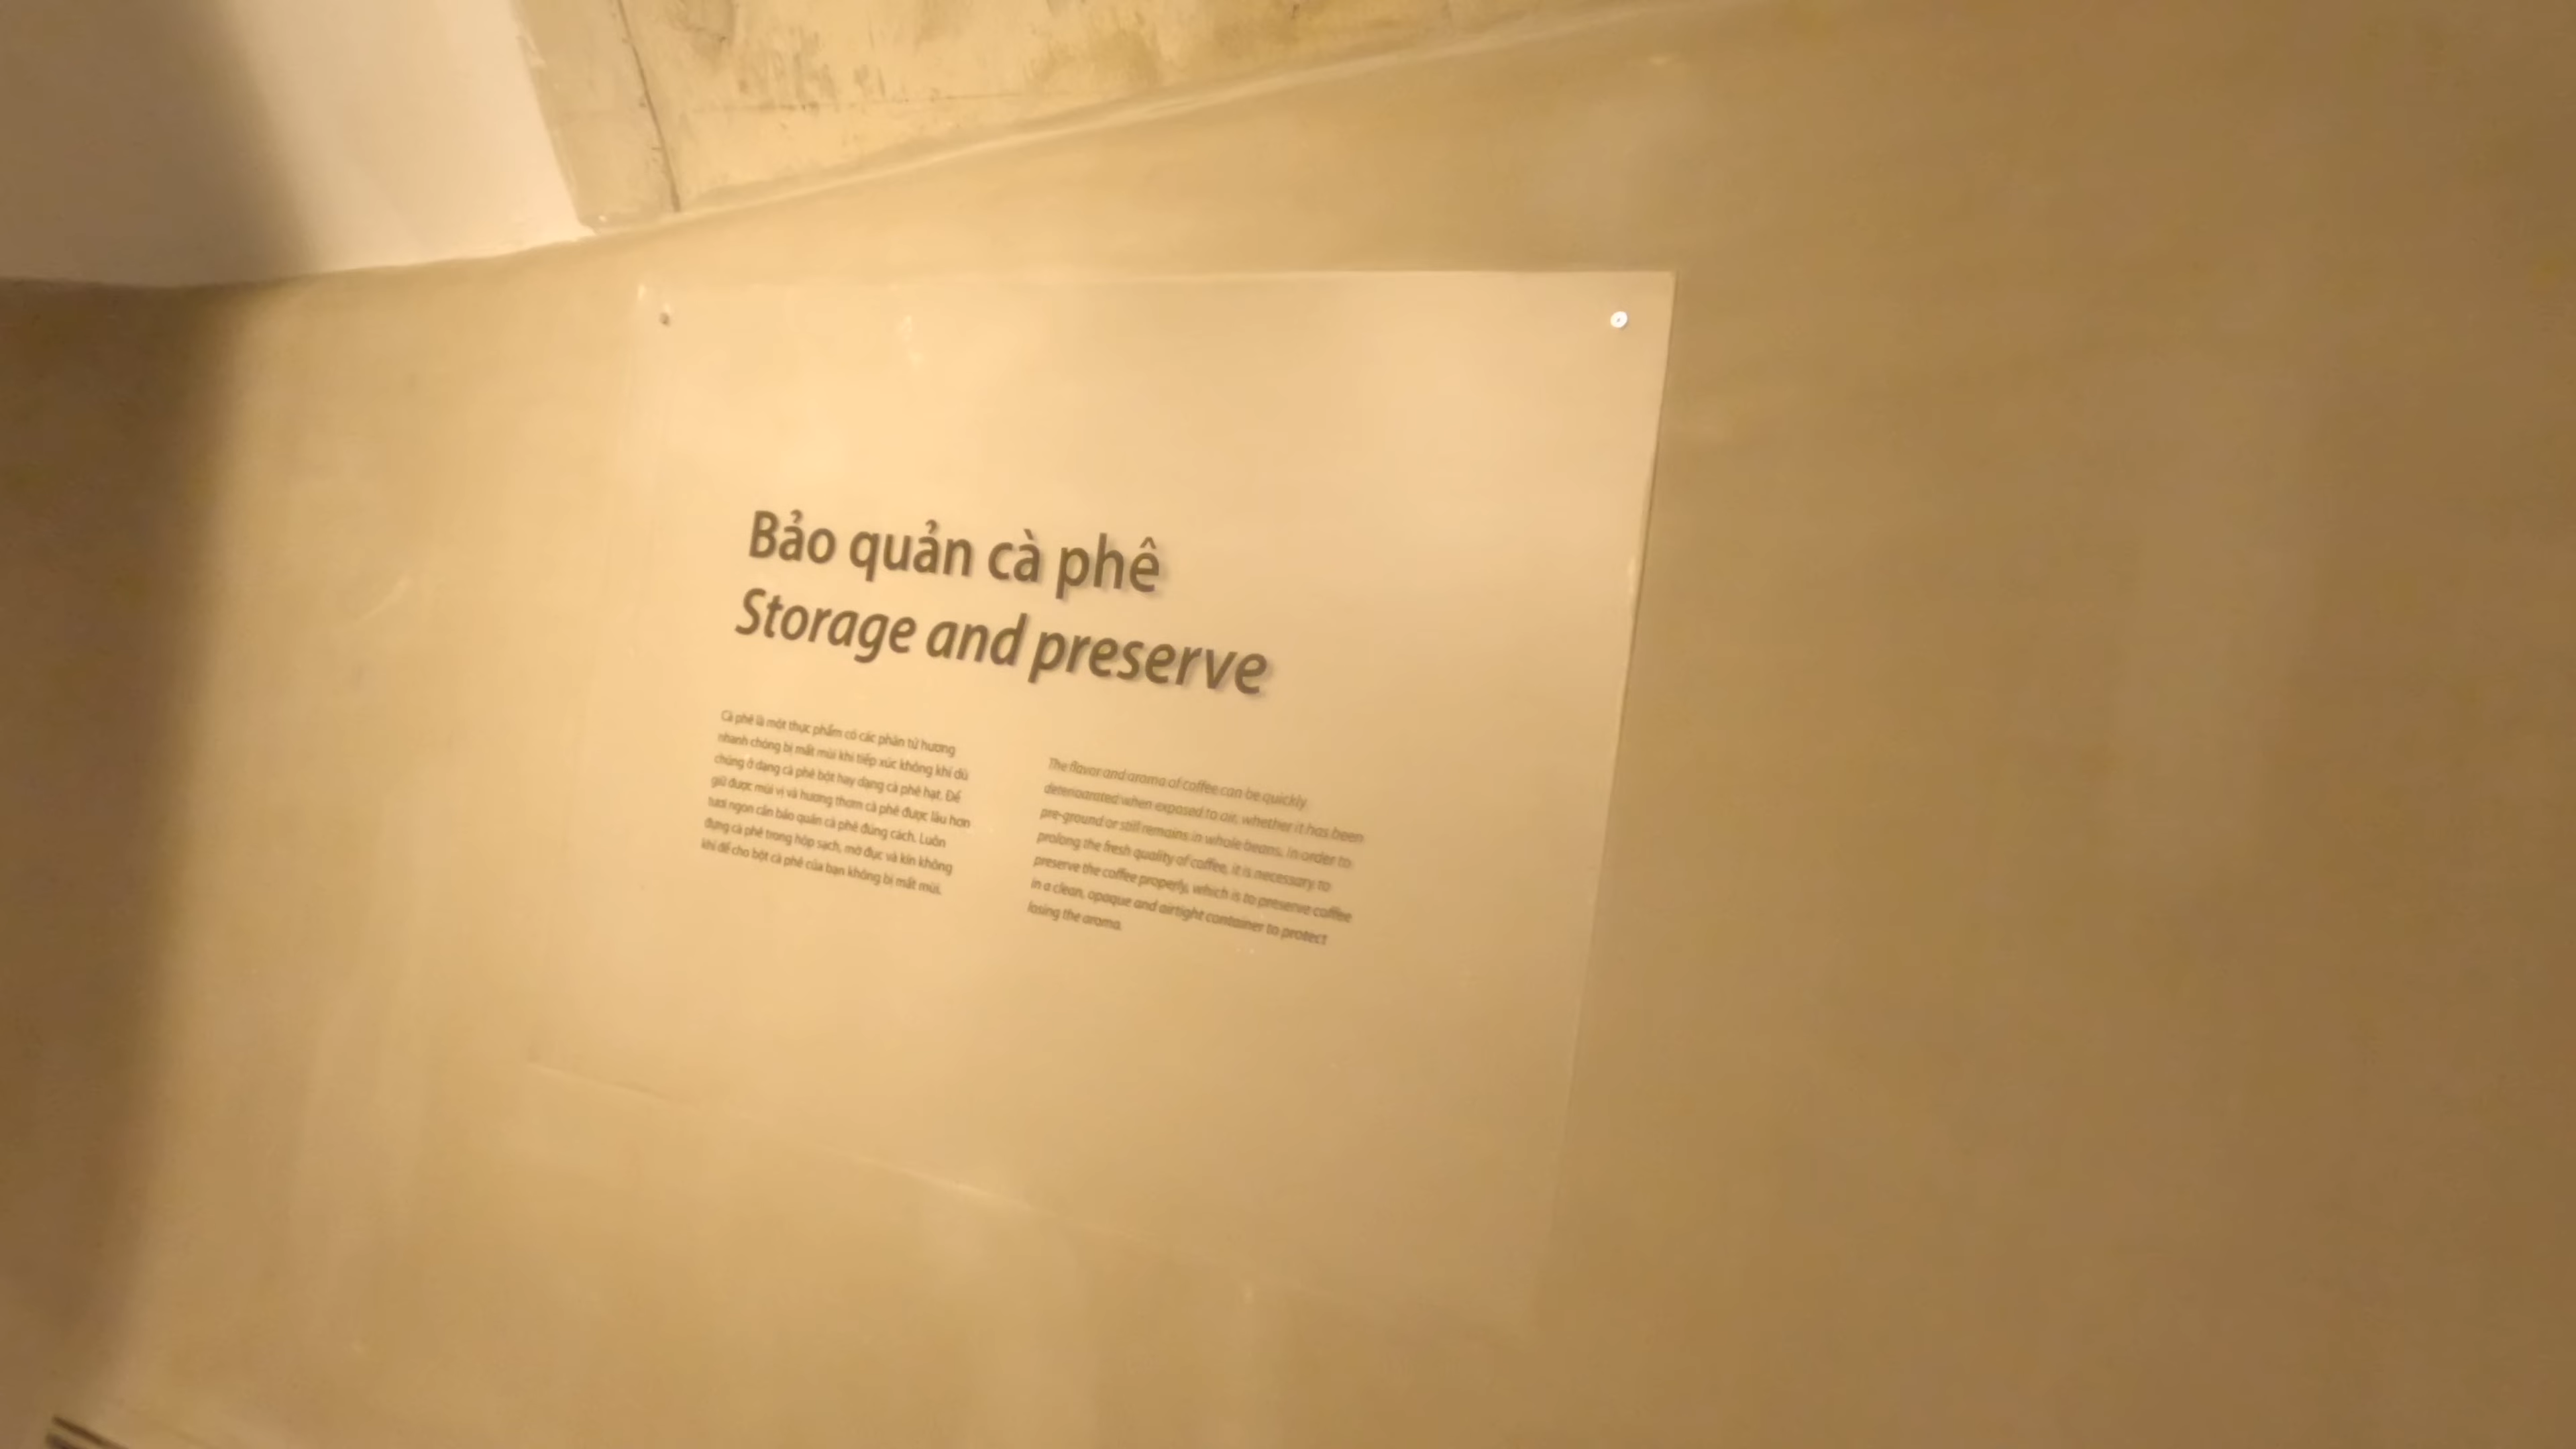 Bảo quản cà phê
Storage and preserve
Cà phê là một thực phẩm có các phân tử hương
nhanh chóng bị mất mùi khi tiếp xúc không khí dù
chúng ở dạng cà phê bột hay dạng cà phê hạt. Để
giữ được mùi vị và hương thơm cà phê được lâu hơn
tươi ngon cần bảo quản cà phê đúng cách. Luôn
đựng cà phê trong hộp sạch, mờ đục và kín không
khí để cho bột cà phê của bạn không bị mất mùi.
The flavor and aroma of coffee can be quickly
deteriorated when exposed to air, whether it has been
pre-ground or still remains in whole beans. In order to
prolong the fresh quality of coffee, it is necessary to
preserve the coffee properly, which is to preserve coffee
in a clean, opaque and airtight container to protect
losing the aroma.